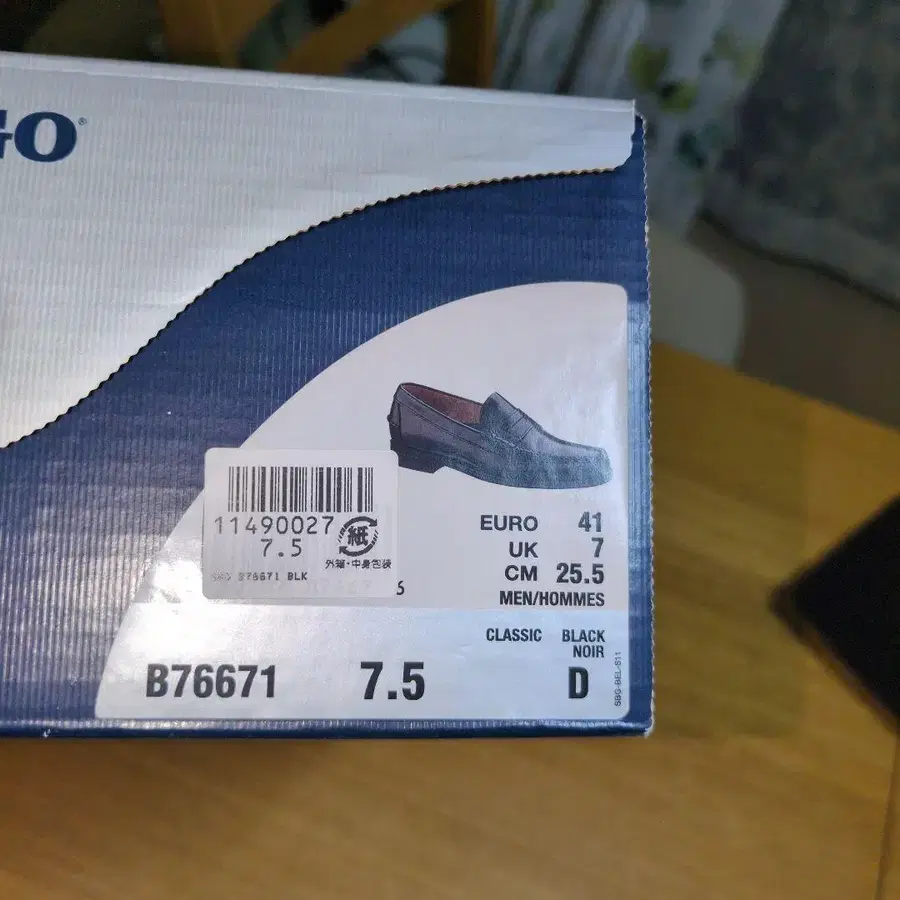 GO®
11490027
7.5
紙
外箱・中身包装
B76671 BLK
6
EURO 41
UK 7
CM 25.5
MEN/HOMMES
CLASSIC BLACK
NOIR
B76671 7.5 D
SBG-BEL-S11